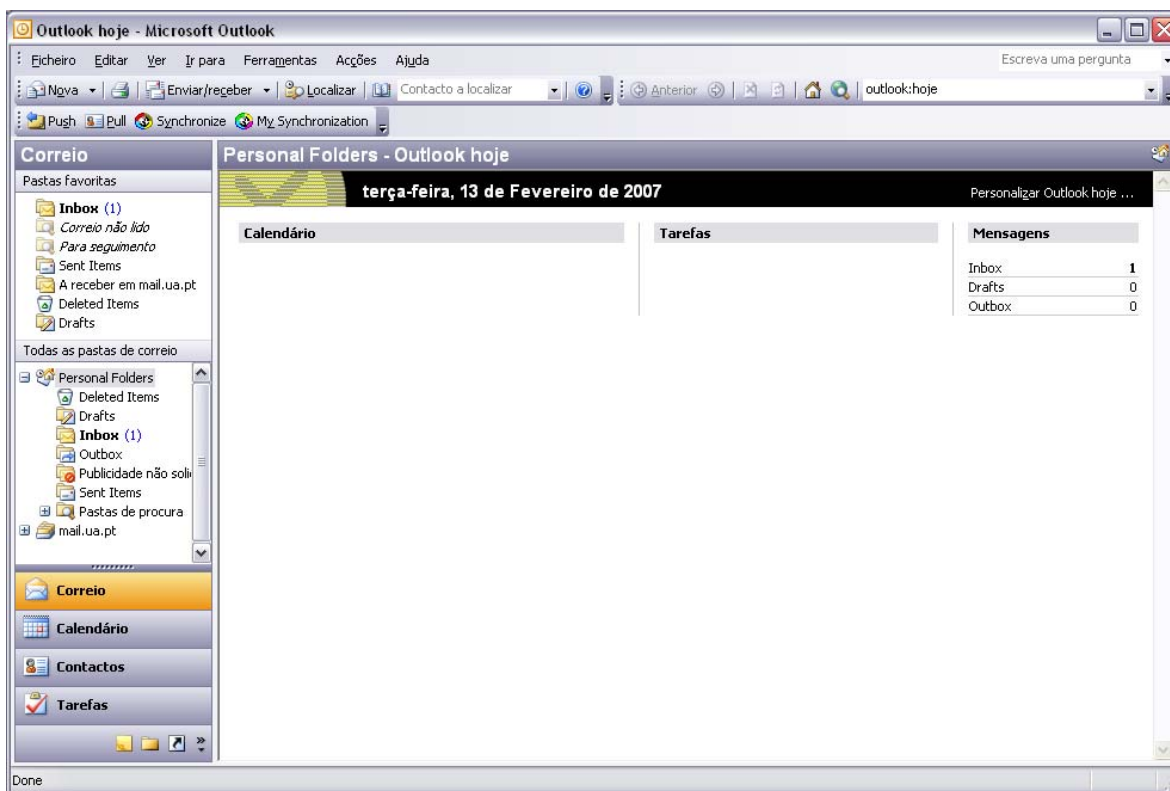 Outlook hoje - Microsoft Outlook
Ficheiro Editar Ver Ir para Ferramentas Acções Ajuda Escreva uma pergunta
Nova Enviar/receber Localizar Contacto a localizar Anterior outlook:hoje
Push Pull Synchronize My Synchronization
Correio
Pastas favoritas
Inbox (1)
Correio não lido
Para seguimento
Sent Items
A receber em mail.ua.pt
Deleted Items
Drafts
Todas as pastas de correio
Personal Folders
Deleted Items
Drafts
Inbox (1)
Outbox
Publicidade não soli
Sent Items
Pastas de procura
mail.ua.pt
Correio
Calendário
Contactos
Tarefas
Personal Folders - Outlook hoje
terça-feira, 13 de Fevereiro de 2007 Personalizar Outlook hoje ...
Calendário Tarefas Mensagens
Inbox 1
Drafts 0
Outbox 0
Done